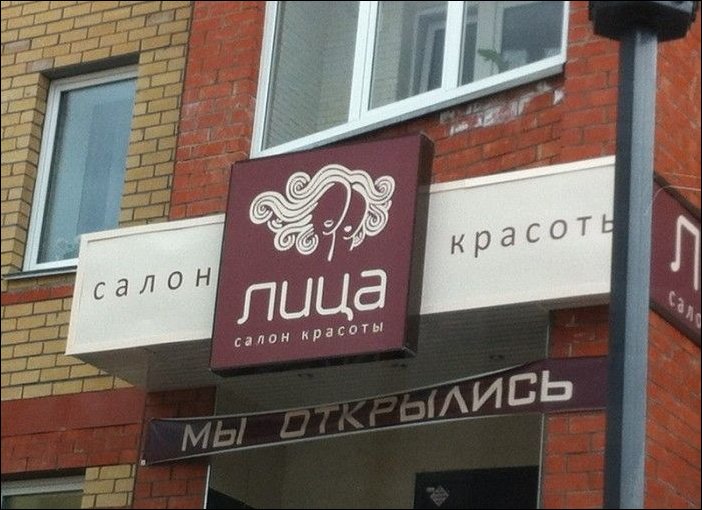 салон
лица
салон красоты
красоты
МЫ ОТКРЫЛИСЬ